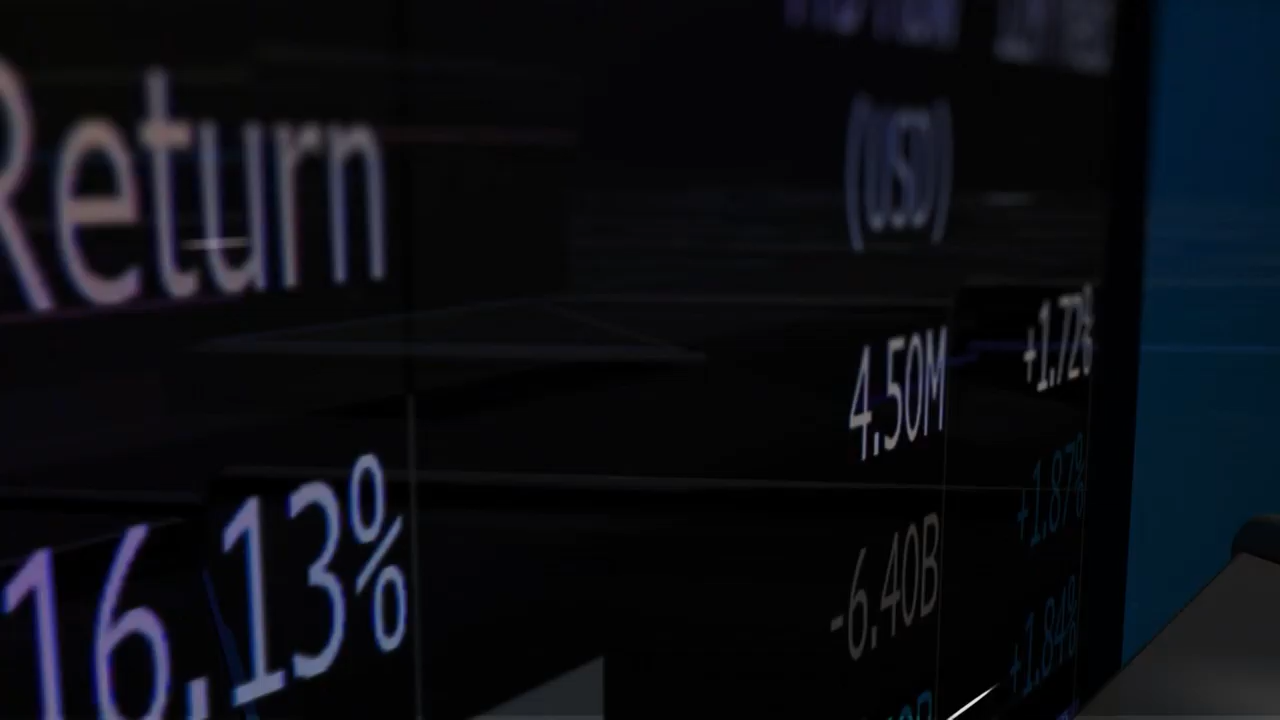 Return
(USD)
4.50M +1.72%
-6.40B +1.87%
16.13% +1.84%